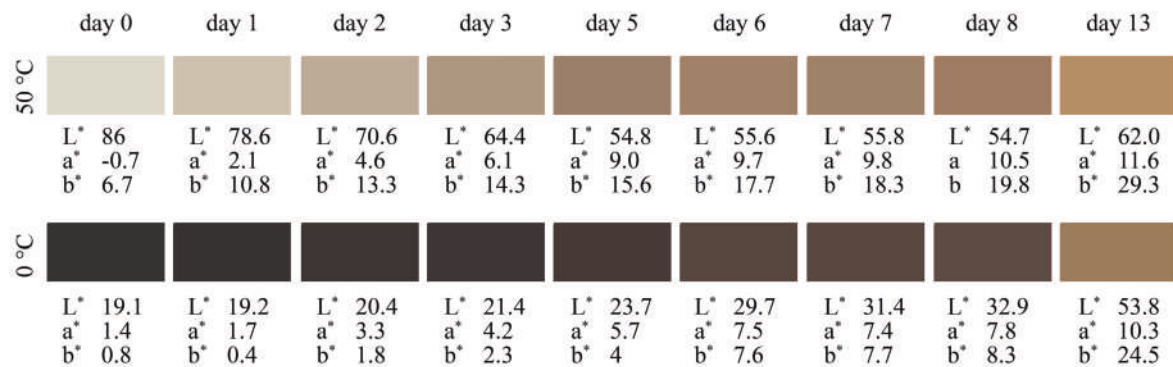 day 0 day 1 day 2 day 3 day 5 day 6 day 7 day 8 day 13
50 °C
L* 86 L* 78.6 L* 70.6 L* 64.4 L* 54.8 L* 55.6 L* 55.8 L* 54.7 L* 62.0
a* -0.7 a* 2.1 a* 4.6 a* 6.1 a* 9.0 a* 9.7 a* 9.8 a 10.5 a* 11.6
b* 6.7 b* 10.8 b* 13.3 b* 14.3 b* 15.6 b* 17.7 b* 18.3 b 19.8 b* 29.3
0 °C
L* 19.1 L* 19.2 L* 20.4 L* 21.4 L* 23.7 L* 29.7 L* 31.4 L* 32.9 L* 53.8
a* 1.4 a* 1.7 a* 3.3 a* 4.2 a* 5.7 a* 7.5 a* 7.4 a* 7.8 a* 10.3
b* 0.8 b* 0.4 b* 1.8 b* 2.3 b* 4 b* 7.6 b* 7.7 b* 8.3 b* 24.5